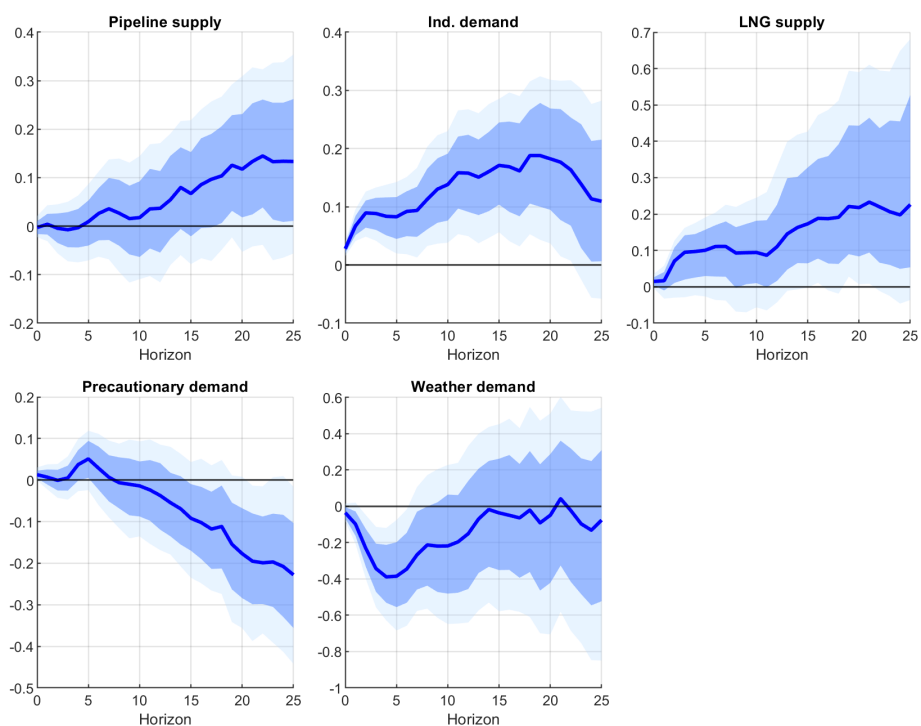 Pipeline supply
0.4
0.3
0.2
0.1
0
-0.1
-0.2
0 5 10 15 20 25
Horizon
Ind. demand
0.4
0.3
0.2
0.1
0
-0.1
0 5 10 15 20 25
Horizon
LNG supply
0.7
0.6
0.5
0.4
0.3
0.2
0.1
0
-0.1
0 5 10 15 20 25
Horizon
Precautionary demand
0.2
0.1
0
-0.1
-0.2
-0.3
-0.4
-0.5
0 5 10 15 20 25
Horizon
Weather demand
0.6
0.4
0.2
0
-0.2
-0.4
-0.6
-0.8
-1
0 5 10 15 20 25
Horizon